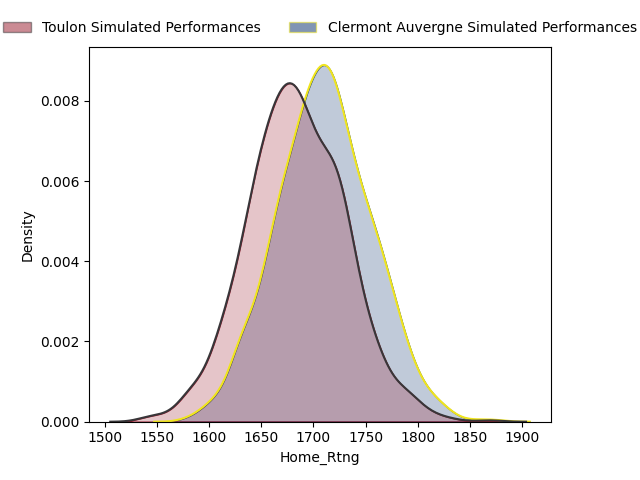 Toulon Simulated Performances Clermont Auvergne Simulated Performances
0.008
0.006
0.004
0.002
0.000
Density
1500 1550 1600 1650 1700 1750 1800 1850 1900
Home_Rtng